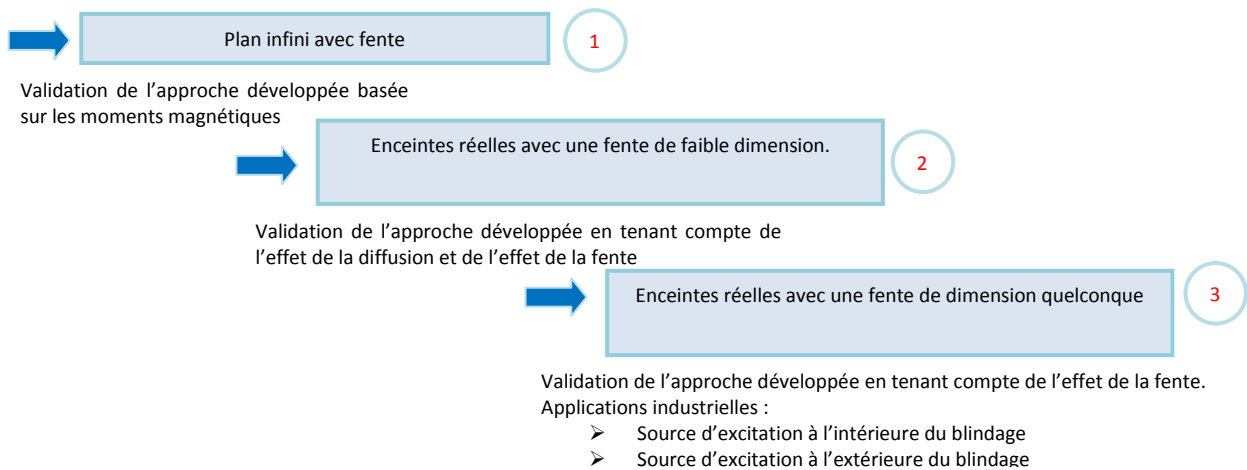 Plan infini avec fente
1
Validation de l’approche développée basée
sur les moments magnétiques
Enceintes réelles avec une fente de faible dimension.
2
Validation de l’approche développée en tenant compte de
l’effet de la diffusion et de l’effet de la fente
Enceintes réelles avec une fente de dimension quelconque
3
Validation de l’approche développée en tenant compte de l’effet de la fente.
Applications industrielles :
➢ Source d’excitation à l’intérieure du blindage
➢ Source d’excitation à l’extérieure du blindage